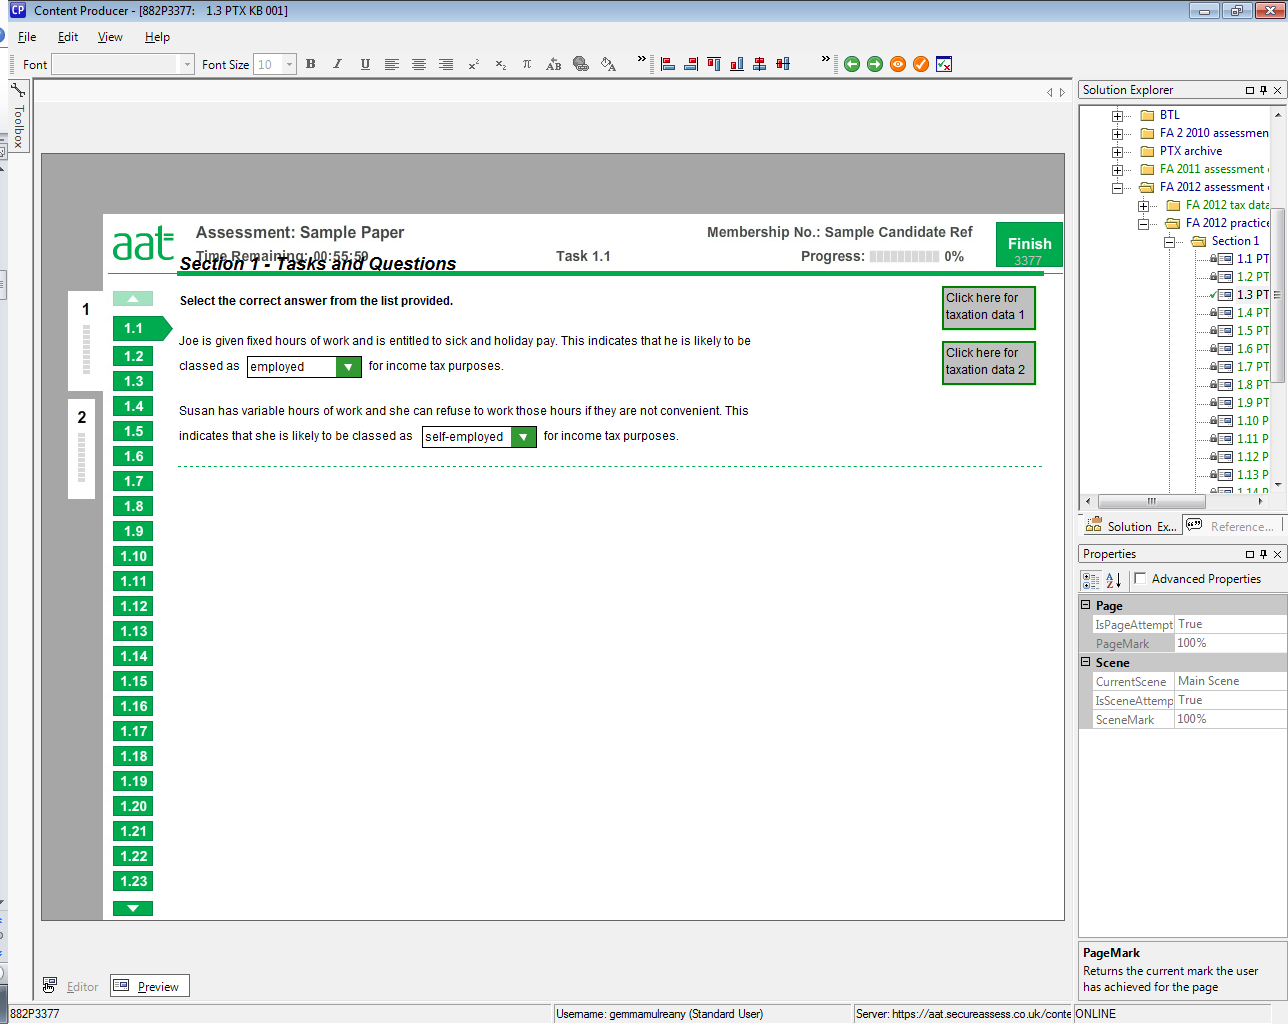 CP Content Producer - [882P3377: 1.3 PTX KB 001]
File Edit View Help
Font Font Size 10 B I U
Toolbox
aat
Assessment: Sample Paper
Membership No.: Sample Candidate Ref
Finish
3377
Time Remaining: 00:55:59
Task 1.1
Progress: 0%
Section 1 - Tasks and Questions
1
2
1.1
1.2
1.3
1.4
1.5
1.6
1.7
1.8
1.9
1.10
1.11
1.12
1.13
1.14
1.15
1.16
1.17
1.18
1.19
1.20
1.21
1.22
1.23
Select the correct answer from the list provided.
Joe is given fixed hours of work and is entitled to sick and holiday pay. This indicates that he is likely to be
classed as employed for income tax purposes.
Susan has variable hours of work and she can refuse to work those hours if they are not convenient. This
indicates that she is likely to be classed as self-employed for income tax purposes.
Click here for
taxation data 1
Click here for
taxation data 2
Editor Preview
Solution Explorer
BTL
FA 2 2010 assessmen
PTX archive
FA 2011 assessment
FA 2012 assessment
FA 2012 tax data
FA 2012 practice
Section 1
1.1 PT
1.2 PT
1.3 PT
1.4 PT
1.5 PT
1.6 PT
1.7 PT
1.8 PT
1.9 PT
1.10 P
1.11 P
1.12 P
1.13 P
1.14 P
Solution Ex... Reference...
Properties
Advanced Properties
Page
IsPageAttempt True
PageMark 100%
Scene
CurrentScene Main Scene
IsSceneAttemp True
SceneMark 100%
PageMark
Returns the current mark the user
has achieved for the page
882P3377
Username: gemmamulreany (Standard User)
Server: https://aat.secureassess.co.uk/conte
ONLINE